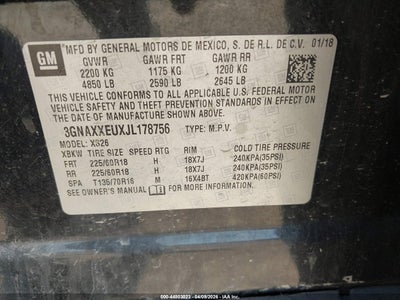 GM
MFD BY GENERAL MOTORS DE MEXICO, S. DE R.L. DE C.V. 01/18
GVWR GAWR FRT GAWR RR
2200 KG 1175 KG 1200 KG
4850 LB 2590 LB 2645 LB
THIS VEHICLE CONFORMS TO ALL APPLICABLE U.S. FEDERAL MOTOR
VEHICLE SAFETY AND THEFT PREVENTION STANDARDS IN EFFECT ON
THE DATE OF MANUFACTURE SHOWN ABOVE.
3GNAXXEUXJL178756 TYPE: M.P.V.
MODEL: X326
XBKW TIRE SIZE SPEED RTG RIM COLD TIRE PRESSURE
FRT 225/60R18 H 18X7J 240KPA(35PSI)
RR 225/60R18 H 18X7J 240KPA(35PSI)
SPA T135/70R16 M 16X4BT 420KPA(60PSI)
SEE OWNER'S MANUAL FOR MORE INFORMATION.
000-44803023 - 04/09/2026 - IAA Inc.